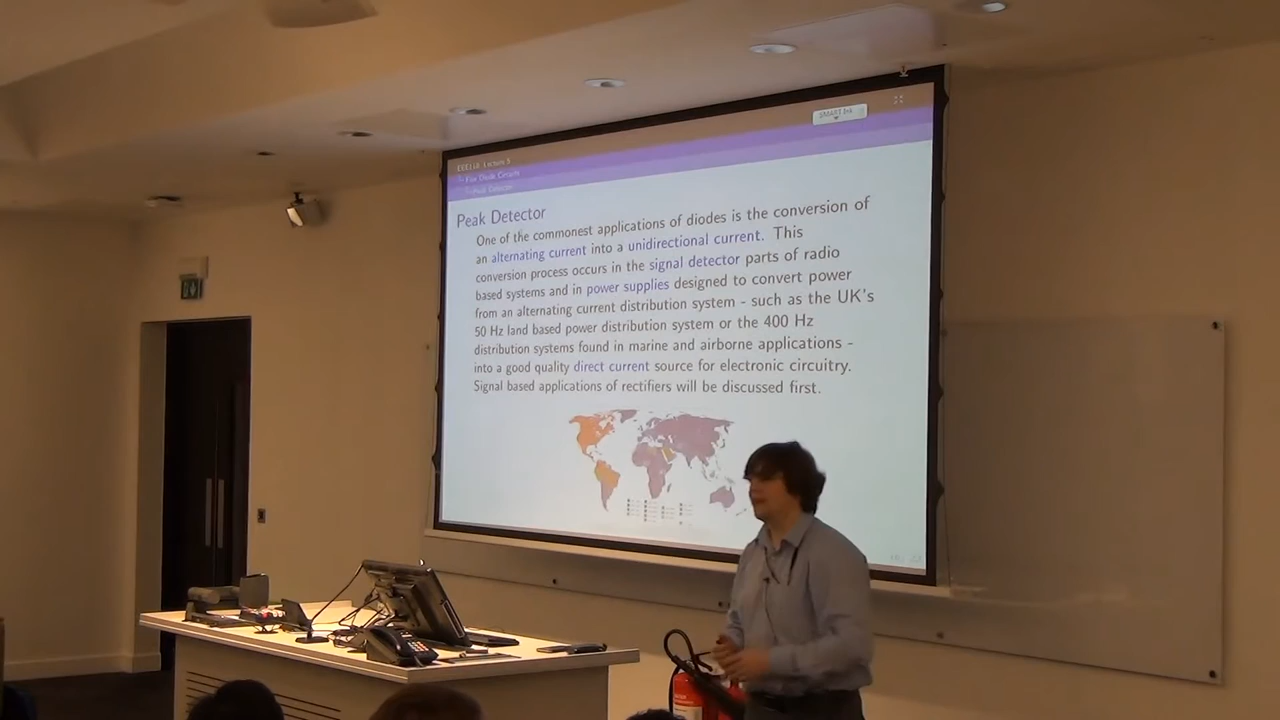 SMART Ink
Lecture 5
Five Diode Circuits
Peak Detector
Peak Detector
One of the commonest applications of diodes is the conversion of
an alternating current into a unidirectional current. This
conversion process occurs in the signal detector parts of radio
based systems and in power supplies designed to convert power
from an alternating current distribution system - such as the UK's
50 Hz land based power distribution system or the 400 Hz
distribution systems found in marine and airborne applications -
into a good quality direct current source for electronic circuitry.
Signal based applications of rectifiers will be discussed first.